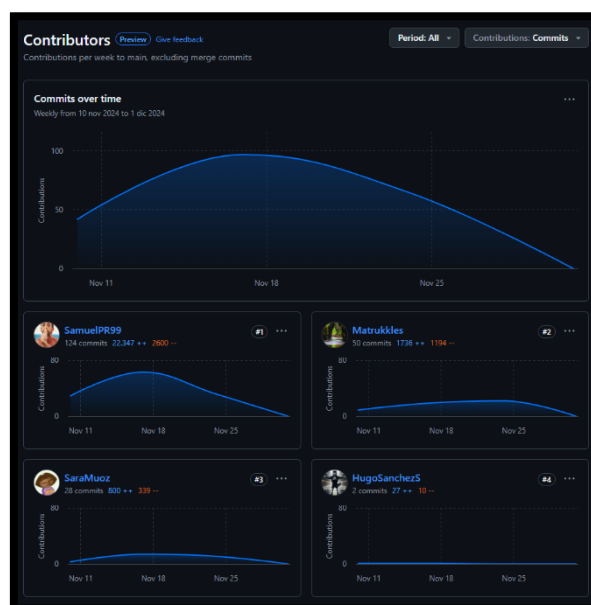 Contributors Preview Give feedback Period: All Contributions: Commits
Contributions per week to main, excluding merge commits
Commits over time
Weekly from 10 nov 2024 to 1 dic 2024
100
50
0
Contributions
Nov 11 Nov 18 Nov 25
SamuelPR99 #1
124 commits 22,347 ++ 2600 --
80
0
Contributions
Nov 11 Nov 18 Nov 25
Matrukkles #2
50 commits 1736 ++ 1194 --
80
0
Contributions
Nov 11 Nov 18 Nov 25
SaraMuoz #3
28 commits 800 ++ 339 --
80
0
Contributions
Nov 11 Nov 18 Nov 25
HugoSanchezS #4
2 commits 27 ++ 10 --
80
0
Contributions
Nov 11 Nov 18 Nov 25